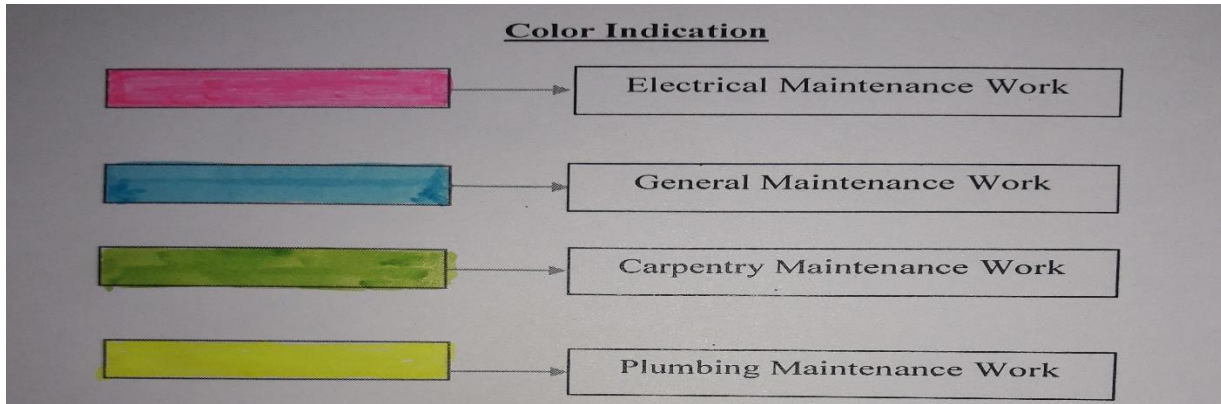 Color Indication
Electrical Maintenance Work
General Maintenance Work
Carpentry Maintenance Work
Plumbing Maintenance Work